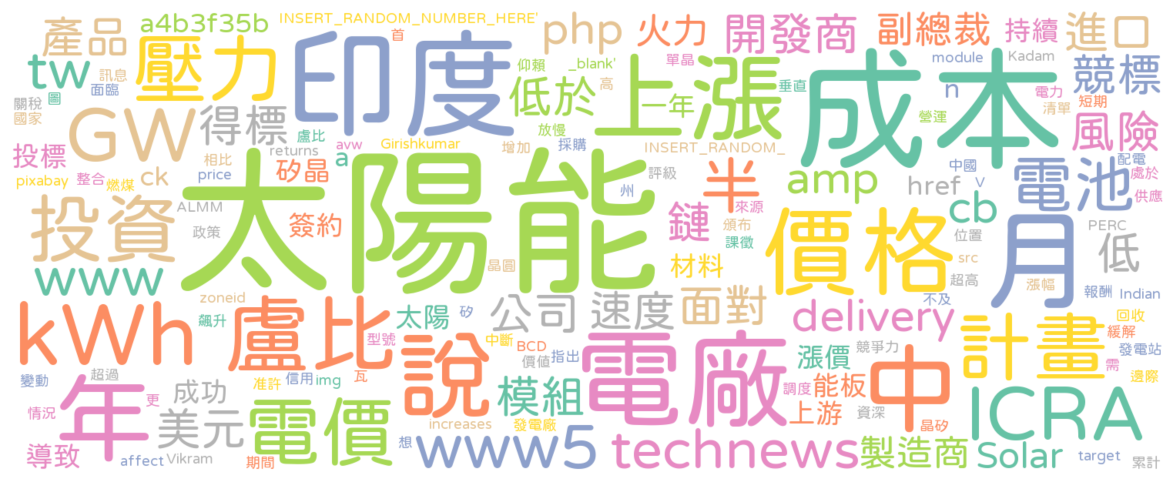 產品
a4b3f35b
INSERT_RANDOM_NUMBER_HERE'
首
php
火力
開發商
副總裁
持續
進口
tw
訊息
面臨
圖
壓力
印度
仰賴
_blank'
高
單晶
上漲
垂直
成本
module
Kadam
電力
清單
短期
競標
關稅
國家
GW
得標
盧比
returns
avw
Girishkumar
低於
放慢
增加
採購
一年
INSERT_RANDOM_
營運
n
風險
投標
pixabay
整合
燃煤
相比
price
矽晶
a
太陽能
州
評級
半
來源
amp
href
中國
V
配電
處於
供應
電池
ck
ALMM
政策
簽約
投資
鏈
頒布
課徵
價格
cb
位置
PERC
月
低
www
晶圓
材料
src
超高
漲幅
kWh
zoneid
飆升
盧比
太陽
矽
公司
速度
面對
delivery
不及
報酬
Indian
計畫
回收
緩解
發電站
型號
說
中斷
BCD
價值
指出
電廠
漲價
競爭力
中
需
邊際
變動
超過
年
更
成功
准許
信用
img
瓦
模組
調度
能板
上游
資深
ICRA
情況
美元
電價
increases
發電廠
晶矽
導致
affect
Vikram
期間
想
www5
technews
製造商
Solar
target
累計